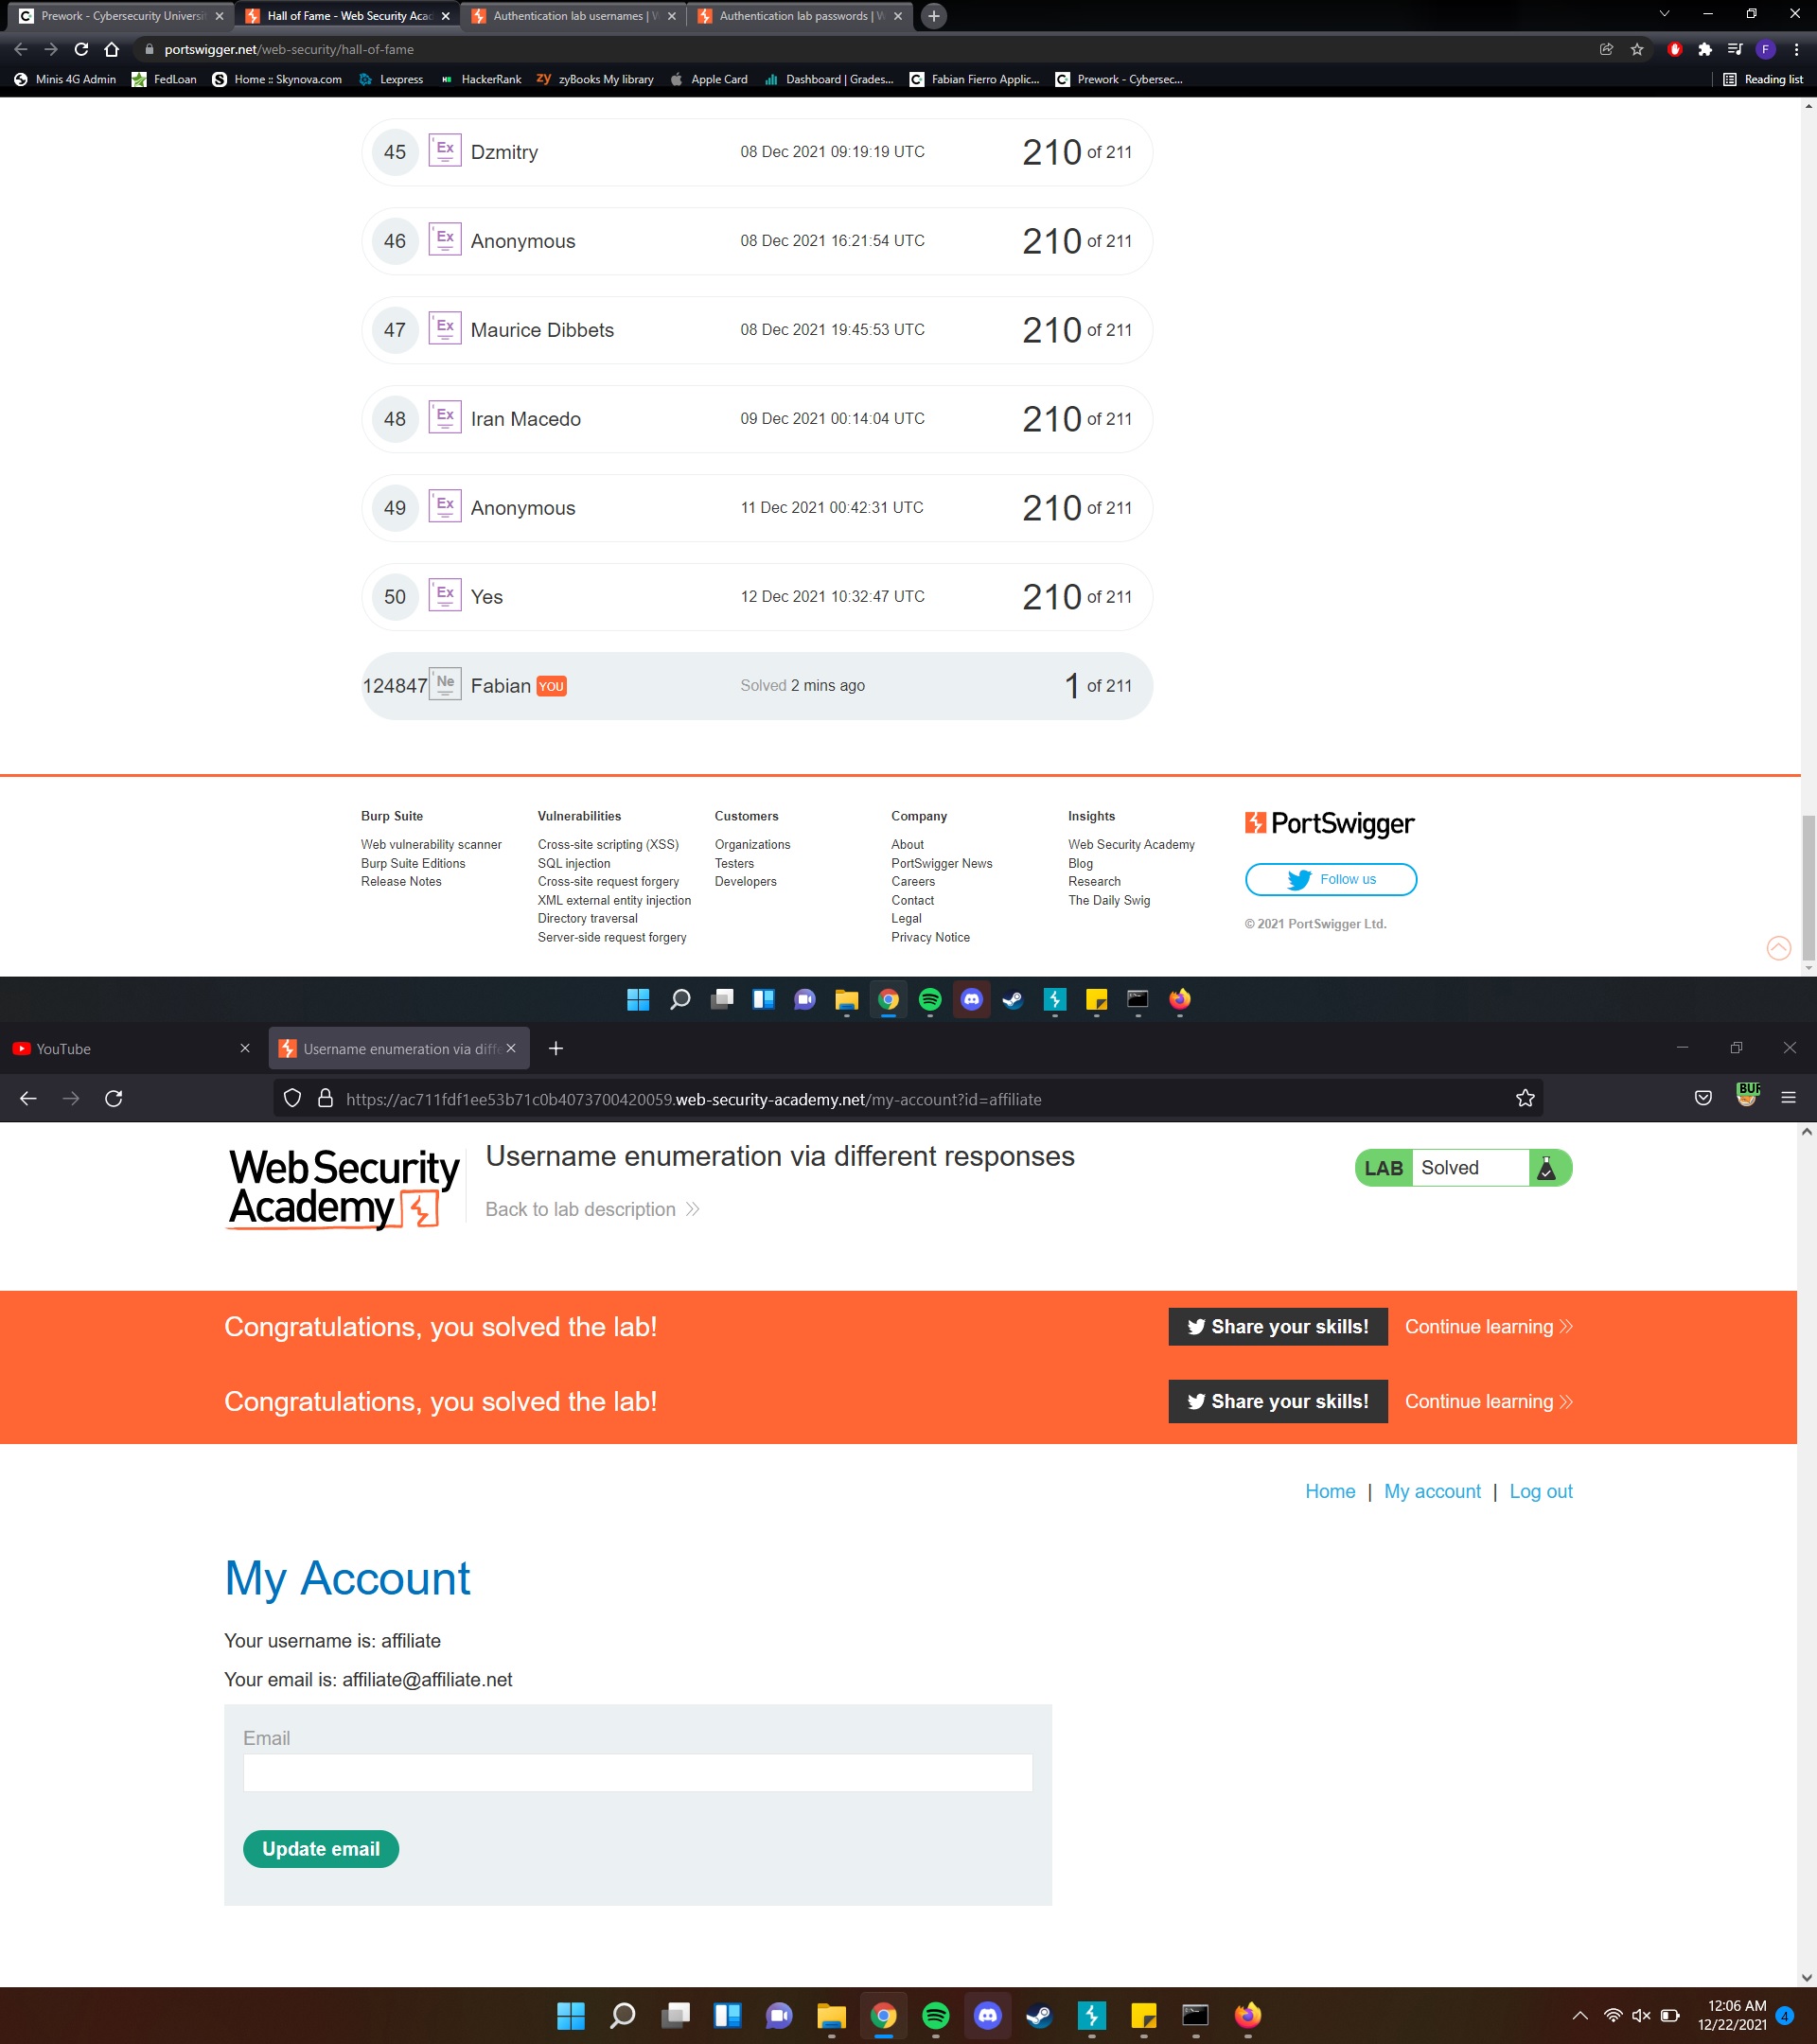 Prework - Cybersecurity Universit
Hall of Fame - Web Security Acad
Authentication lab usernames | W
Authentication lab passwords | W
portswigger.net/web-security/hall-of-fame
F
Minis 4G Admin
FedLoan
Home :: Skynova.com
Lexpress
HackerRank
zyBooks My library
Apple Card
Dashboard | Grades...
Fabian Fierro Applic...
Prework - Cybersec...
Reading list
45 Ex Dzmitry 08 Dec 2021 09:19:19 UTC 210 of 211
46 Ex Anonymous 08 Dec 2021 16:21:54 UTC 210 of 211
47 Ex Maurice Dibbets 08 Dec 2021 19:45:53 UTC 210 of 211
48 Ex Iran Macedo 09 Dec 2021 00:14:04 UTC 210 of 211
49 Ex Anonymous 11 Dec 2021 00:42:31 UTC 210 of 211
50 Ex Yes 12 Dec 2021 10:32:47 UTC 210 of 211
124847 Ne Fabian YOU Solved 2 mins ago 1 of 211
Burp Suite
Web vulnerability scanner
Burp Suite Editions
Release Notes
Vulnerabilities
Cross-site scripting (XSS)
SQL injection
Cross-site request forgery
XML external entity injection
Directory traversal
Server-side request forgery
Customers
Organizations
Testers
Developers
Company
About
PortSwigger News
Careers
Contact
Legal
Privacy Notice
Insights
Web Security Academy
Blog
Research
The Daily Swig
PortSwigger
Follow us
© 2021 PortSwigger Ltd.
YouTube
Username enumeration via diffe
https://ac711fdf1ee53b71c0b4073700420059.web-security-academy.net/my-account?id=affiliate
BUR
Web Security
Academy
Username enumeration via different responses
Back to lab description
LAB Solved
Congratulations, you solved the lab! Share your skills! Continue learning
Congratulations, you solved the lab! Share your skills! Continue learning
Home | My account | Log out
My Account
Your username is: affiliate
Your email is: affiliate@affiliate.net
Email
Update email
12:06 AM
12/22/2021
4